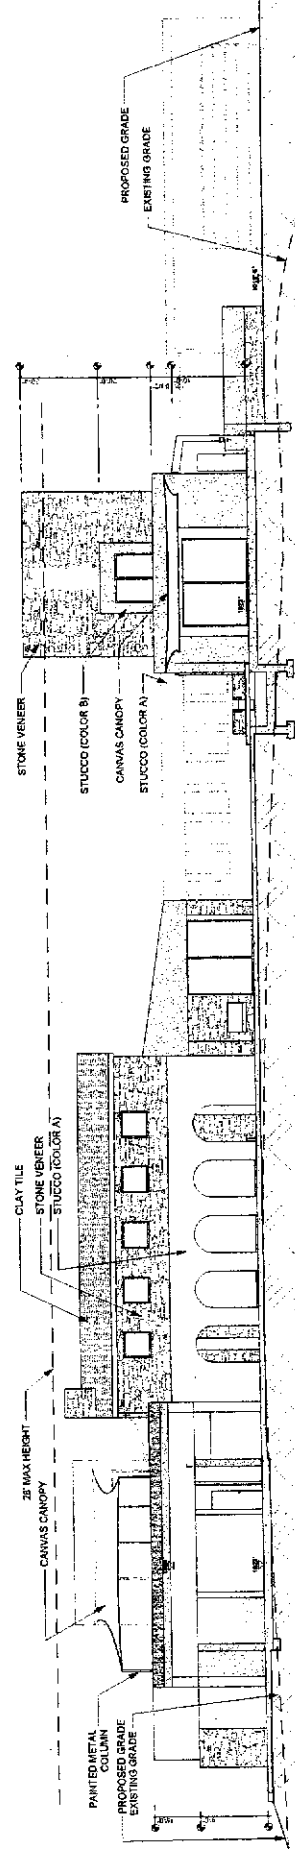 PAINTED METAL
COLUMN
PROPOSED GRADE
EXISTING GRADE
26' MAX HEIGHT
CANVAS CANOPY
CLAY TILE
STONE VENEER
STUCCO (COLOR A)
STONE VENEER
STUCCO (COLOR B)
CANVAS CANOPY
STUCCO (COLOR A)
PROPOSED GRADE
EXISTING GRADE